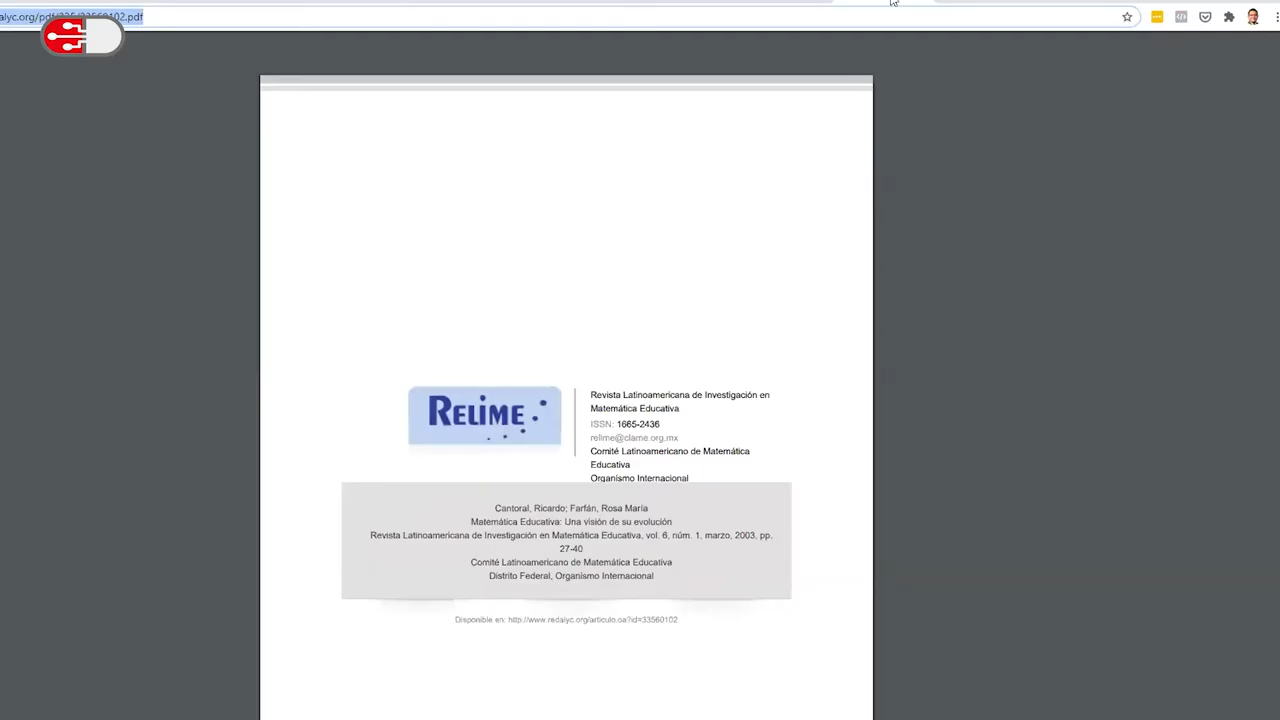 alyc.org/pdf/335/33560102.pdf
RELIME
Revista Latinoamericana de Investigación en
Matemática Educativa
ISSN: 1665-2436
relime@clame.org.mx
Comité Latinoamericano de Matemática
Educativa
Organismo Internacional
Cantoral, Ricardo; Farfán, Rosa María
Matemática Educativa: Una visión de su evolución
Revista Latinoamericana de Investigación en Matemática Educativa, vol. 6, núm. 1, marzo, 2003, pp.
27-40
Comité Latinoamericano de Matemática Educativa
Distrito Federal, Organismo Internacional
Disponible en: http://www.redalyc.org/articulo.oa?id=33560102